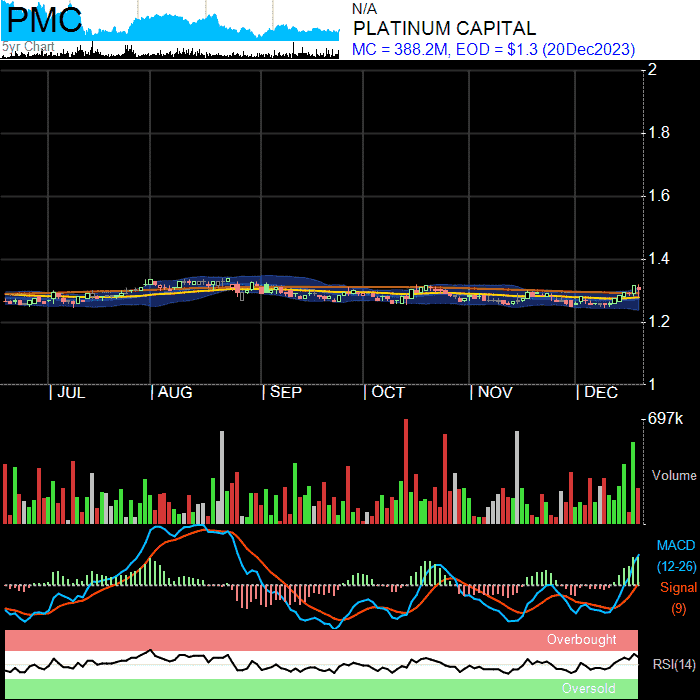 PMC
5yr Chart
N/A
PLATINUM CAPITAL
MC = 388.2M, EOD = $1.3 (20Dec2023)
2
1.8
1.6
1.4
1.2
1
| JUL | AUG | SEP | OCT | NOV | DEC
697k
Volume
MACD
(12-26)
Signal
(9)
Overbought
RSI(14)
Oversold